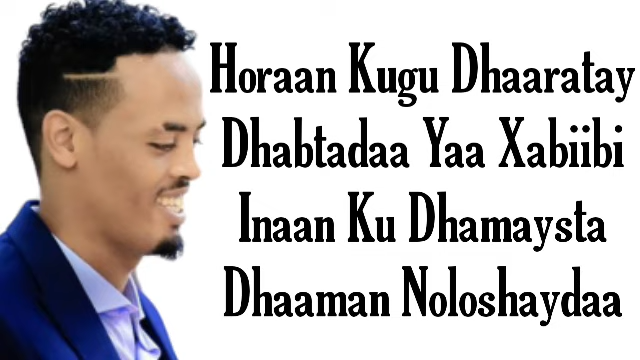 Horaan Kugu Dhaaratay
Dhabtadaa Yaa Xabiibi
Inaan Ku Dhamaysta
Dhaaman Noloshaydaa